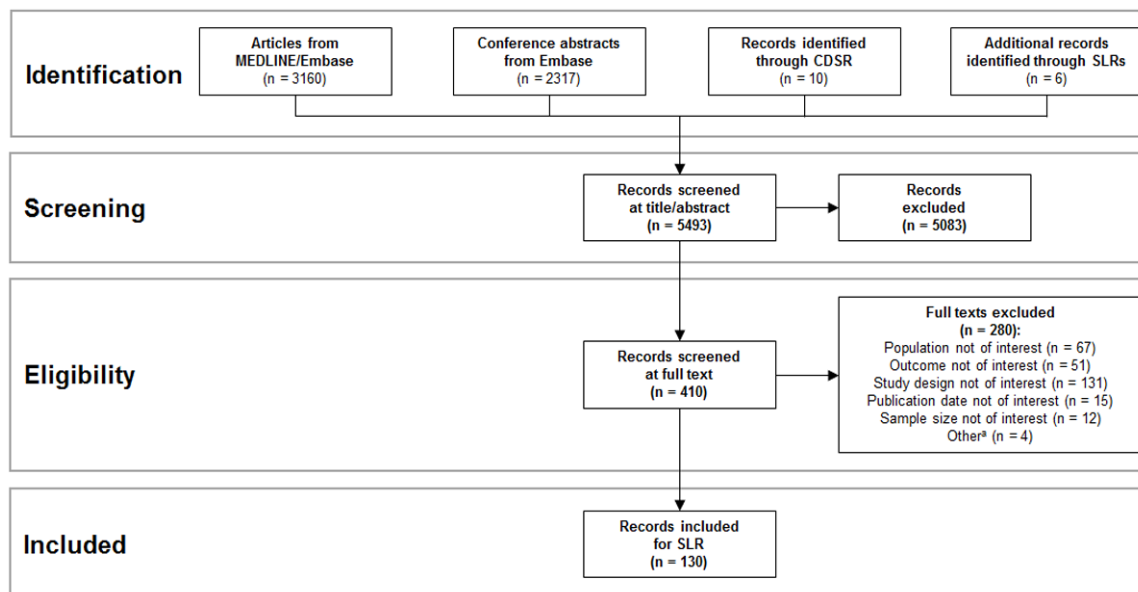 Identification
Articles from
MEDLINE/Embase
(n = 3160)
Conference abstracts
from Embase
(n = 2317)
Records identified
through CDSR
(n = 10)
Additional records
identified through SLRs
(n = 6)
Screening
Records screened
at title/abstract
(n = 5493)
Records
excluded
(n = 5083)
Eligibility
Records screened
at full text
(n = 410)
Full texts excluded
(n = 280):
Population not of interest (n = 67)
Outcome not of interest (n = 51)
Study design not of interest (n = 131)
Publication date not of interest (n = 15)
Sample size not of interest (n = 12)
Otherᵃ (n = 4)
Included
Records included
for SLR
(n = 130)